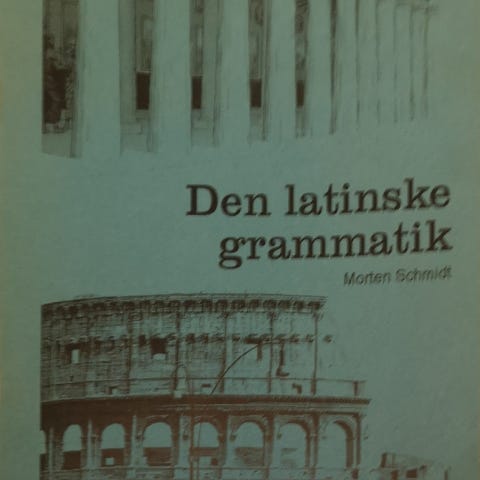 Den latinske
grammatik
Morten Schmidt